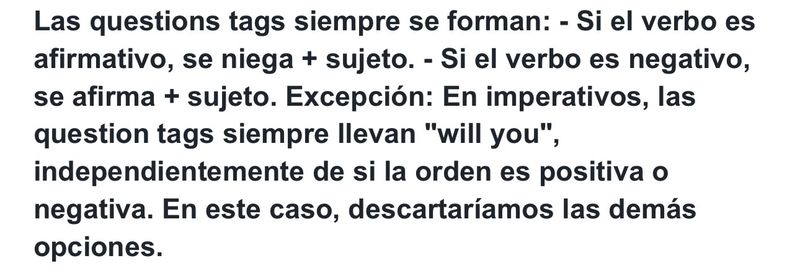 Las questions tags siempre se forman: - Si el verbo es
afirmativo, se niega + sujeto. - Si el verbo es negativo,
se afirma + sujeto. Excepción: En imperativos, las
question tags siempre llevan "will you",
independientemente de si la orden es positiva o
negativa. En este caso, descartaríamos las demás
opciones.